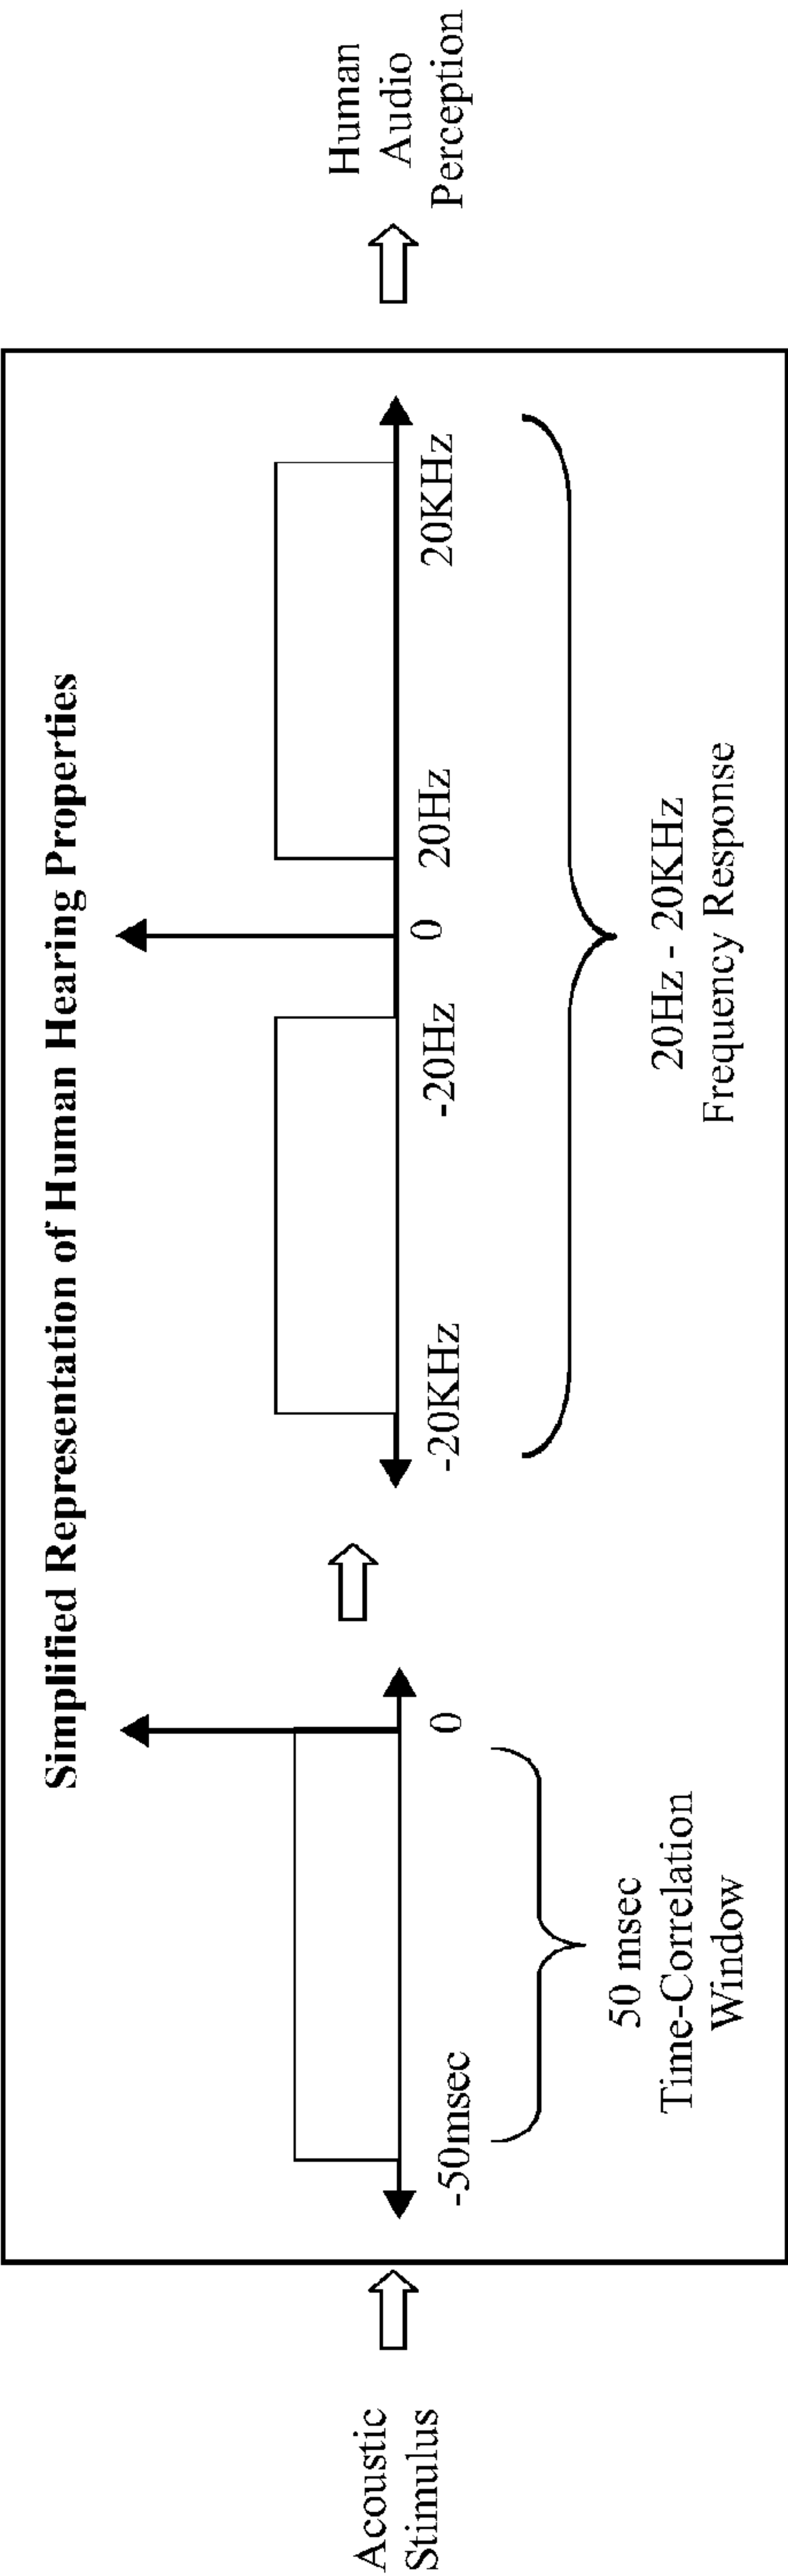 Simplified Representation of Human Hearing Properties
Acoustic
Stimulus
-50msec
0
50 msec
Time-Correlation
Window
-20KHz
-20Hz
0
20Hz
20KHz
20Hz - 20KHz
Frequency Response
Human
Audio
Perception